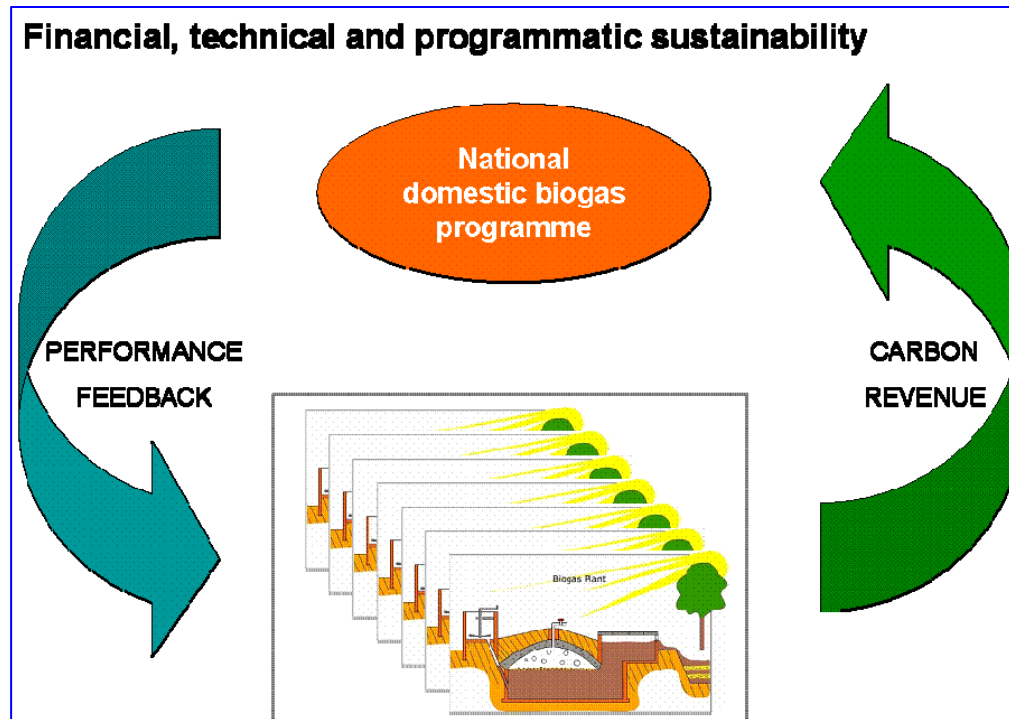 Financial, technical and programmatic sustainability
National
domestic biogas
programme
PERFORMANCE
FEEDBACK
CARBON
REVENUE
Biogas Plant